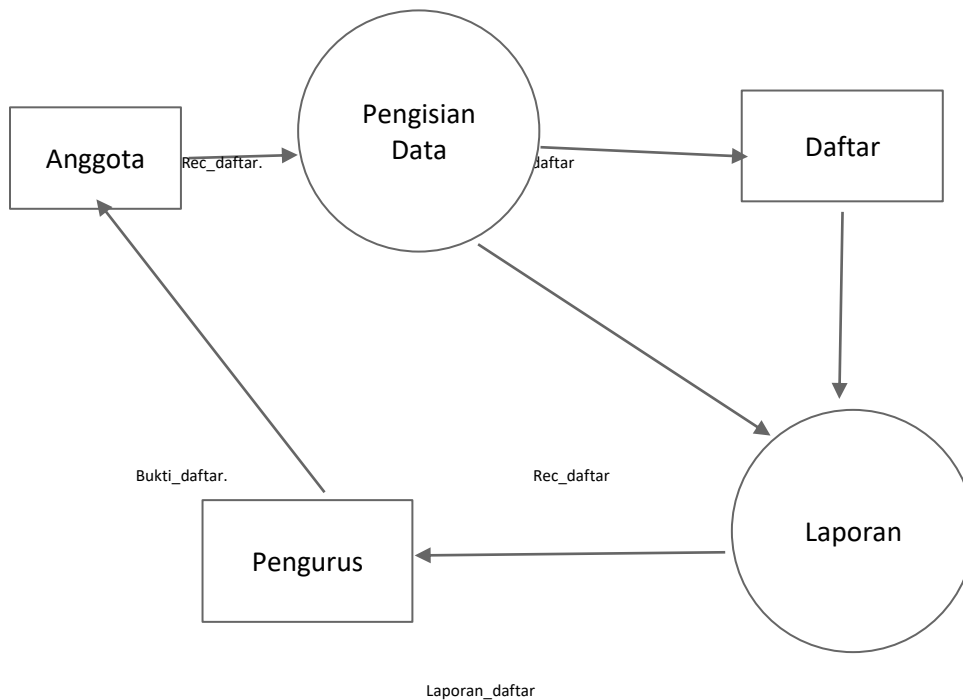 Pengisian
Data
Anggota
Rec_daftar.
daftar
Daftar
Bukti_daftar.
Rec_daftar
Pengurus
Laporan
Laporan_daftar